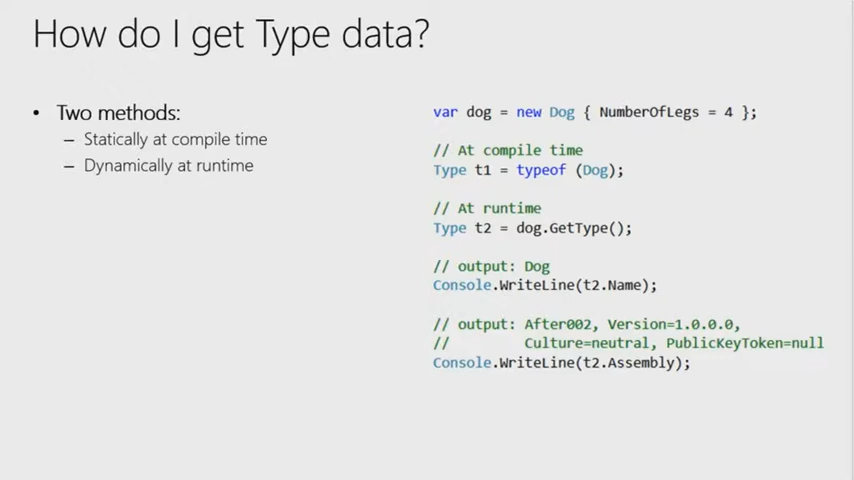 How do I get Type data?
• Two methods:
– Statically at compile time
– Dynamically at runtime
var dog = new Dog { NumberOfLegs = 4 };
// At compile time
Type t1 = typeof (Dog);
// At runtime
Type t2 = dog.GetType();
// output: Dog
Console.WriteLine(t2.Name);
// output: After002, Version=1.0.0.0,
//         Culture=neutral, PublicKeyToken=null
Console.WriteLine(t2.Assembly);